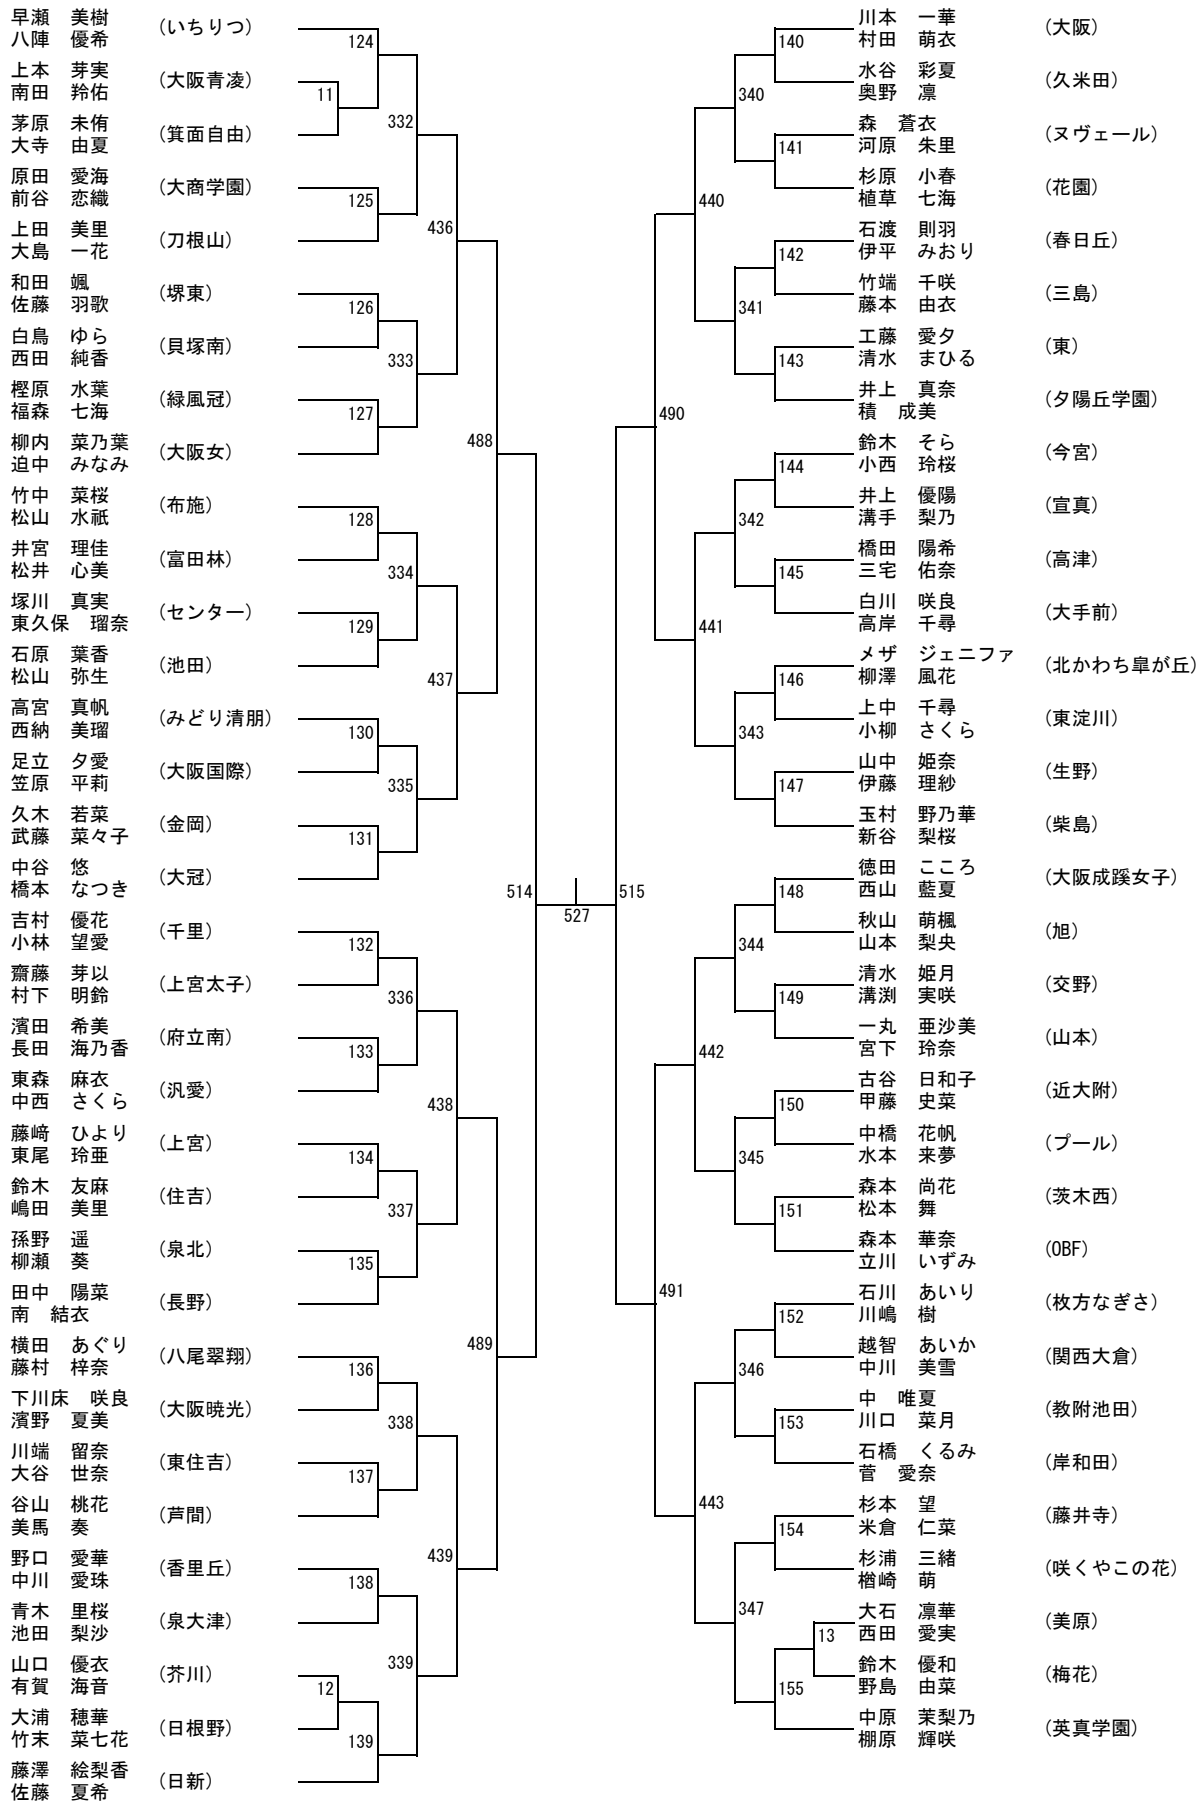 早瀬 美樹
八陣 優希
(いちりつ)
上本 芽実
南田 羚佑
(大阪青凌)
茅原 未侑
大寺 由夏
(箕面自由)
原田 愛海
前谷 恋織
(大商学園)
上田 美里
大島 一花
(刀根山)
和田 颯
佐藤 羽歌
(堺東)
白鳥 ゆら
西田 純香
(貝塚南)
樫原 水葉
福森 七海
(緑風冠)
柳内 菜乃葉
迫中 みなみ
(大阪女)
竹中 菜桜
松山 水祇
(布施)
井宮 理佳
松井 心美
(富田林)
塚川 真実
東久保 瑠奈
(センター)
石原 葉香
松山 弥生
(池田)
高宮 真帆
西納 美瑠
(みどり清朋)
足立 夕愛
笠原 平莉
(大阪国際)
久木 若菜
武藤 菜々子
(金岡)
中谷 悠
橋本 なつき
(大冠)
吉村 優花
小林 望愛
(千里)
齋藤 芽以
村下 明鈴
(上宮太子)
濱田 希美
長田 海乃香
(府立南)
東森 麻衣
中西 さくら
(汎愛)
藤﨑 ひより
東尾 玲亜
(上宮)
鈴木 友麻
嶋田 美里
(住吉)
孫野 遥
柳瀬 葵
(泉北)
田中 陽菜
南 結衣
(長野)
横田 あぐり
藤村 梓奈
(八尾翠翔)
下川床 咲良
濱野 夏美
(大阪暁光)
川端 留奈
大谷 世奈
(東住吉)
谷山 桃花
美馬 奏
(芦間)
野口 愛華
中川 愛珠
(香里丘)
青木 里桜
池田 梨沙
(泉大津)
山口 優衣
有賀 海音
(芥川)
大浦 穂華
竹末 菜七花
(日根野)
藤澤 絵梨香
佐藤 夏希
(日新)
11
12
124
125
126
127
128
129
130
131
132
133
134
135
136
137
138
139
332
333
334
335
336
337
338
339
436
437
438
439
488
489
514
527
515
490
491
440
441
442
443
340
341
342
343
344
345
346
347
140
141
142
143
144
145
146
147
148
149
150
151
152
153
154
155
13
川本 一華
村田 萌衣
(大阪)
水谷 彩夏
奥野 凛
(久米田)
森 蒼衣
河原 朱里
(ヌヴェール)
杉原 小春
植草 七海
(花園)
石渡 則羽
伊平 みおり
(春日丘)
竹端 千咲
藤本 由衣
(三島)
工藤 愛夕
清水 まひる
(東)
井上 真奈
積 成美
(夕陽丘学園)
鈴木 そら
小西 玲桜
(今宮)
井上 優陽
溝手 梨乃
(宣真)
橋田 陽希
三宅 佑奈
(高津)
白川 咲良
高岸 千尋
(大手前)
メザ ジェニファ
柳澤 風花
(北かわち皐が丘)
上中 千尋
小柳 さくら
(東淀川)
山中 姫奈
伊藤 理紗
(生野)
玉村 野乃華
新谷 梨桜
(柴島)
徳田 こころ
西山 藍夏
(大阪成蹊女子)
秋山 萌楓
山本 梨央
(旭)
清水 姫月
溝渕 実咲
(交野)
一丸 亜沙美
宮下 玲奈
(山本)
古谷 日和子
甲藤 史菜
(近大附)
中橋 花帆
水本 来夢
(プール)
森本 尚花
松本 舞
(茨木西)
森本 華奈
立川 いずみ
(OBF)
石川 あいり
川嶋 樹
(枚方なぎさ)
越智 あいか
中川 美雪
(関西大倉)
中 唯夏
川口 菜月
(教附池田)
石橋 くるみ
菅 愛奈
(岸和田)
杉本 望
米倉 仁菜
(藤井寺)
杉浦 三緒
楢崎 萌
(咲くやこの花)
大石 凛華
西田 愛実
(美原)
鈴木 優和
野島 由菜
(梅花)
中原 茉梨乃
棚原 輝咲
(英真学園)